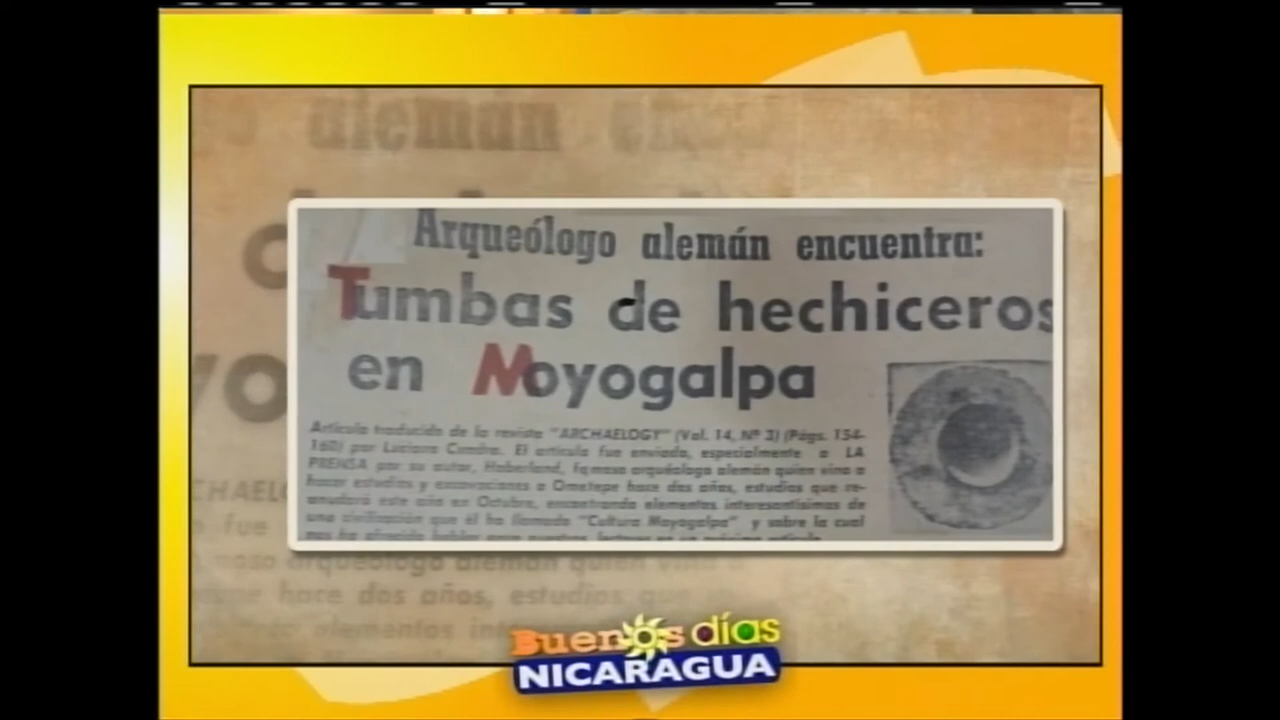 Arqueólogo alemán encuentra:
Tumbas de hechiceros
en Moyogalpa
Artículo traducido de la revista "ARCHAELOGY" (Vol. 14, Nº 3) (Págs. 154-
160) por Luciano Cuadra. El artículo fue enviado, especialmente a LA
PRENSA por su autor, Haberland, famoso arqueólogo alemán quien vino a
hacer estudios y excavaciones a Ometepe hace dos años, estudios que re-
anudará este año en Octubre, encontrando elementos interesantísimos de
una civilización que él ha llamado "Cultura Moyogalpa" y sobre la cual
Buenos días
NICARAGUA